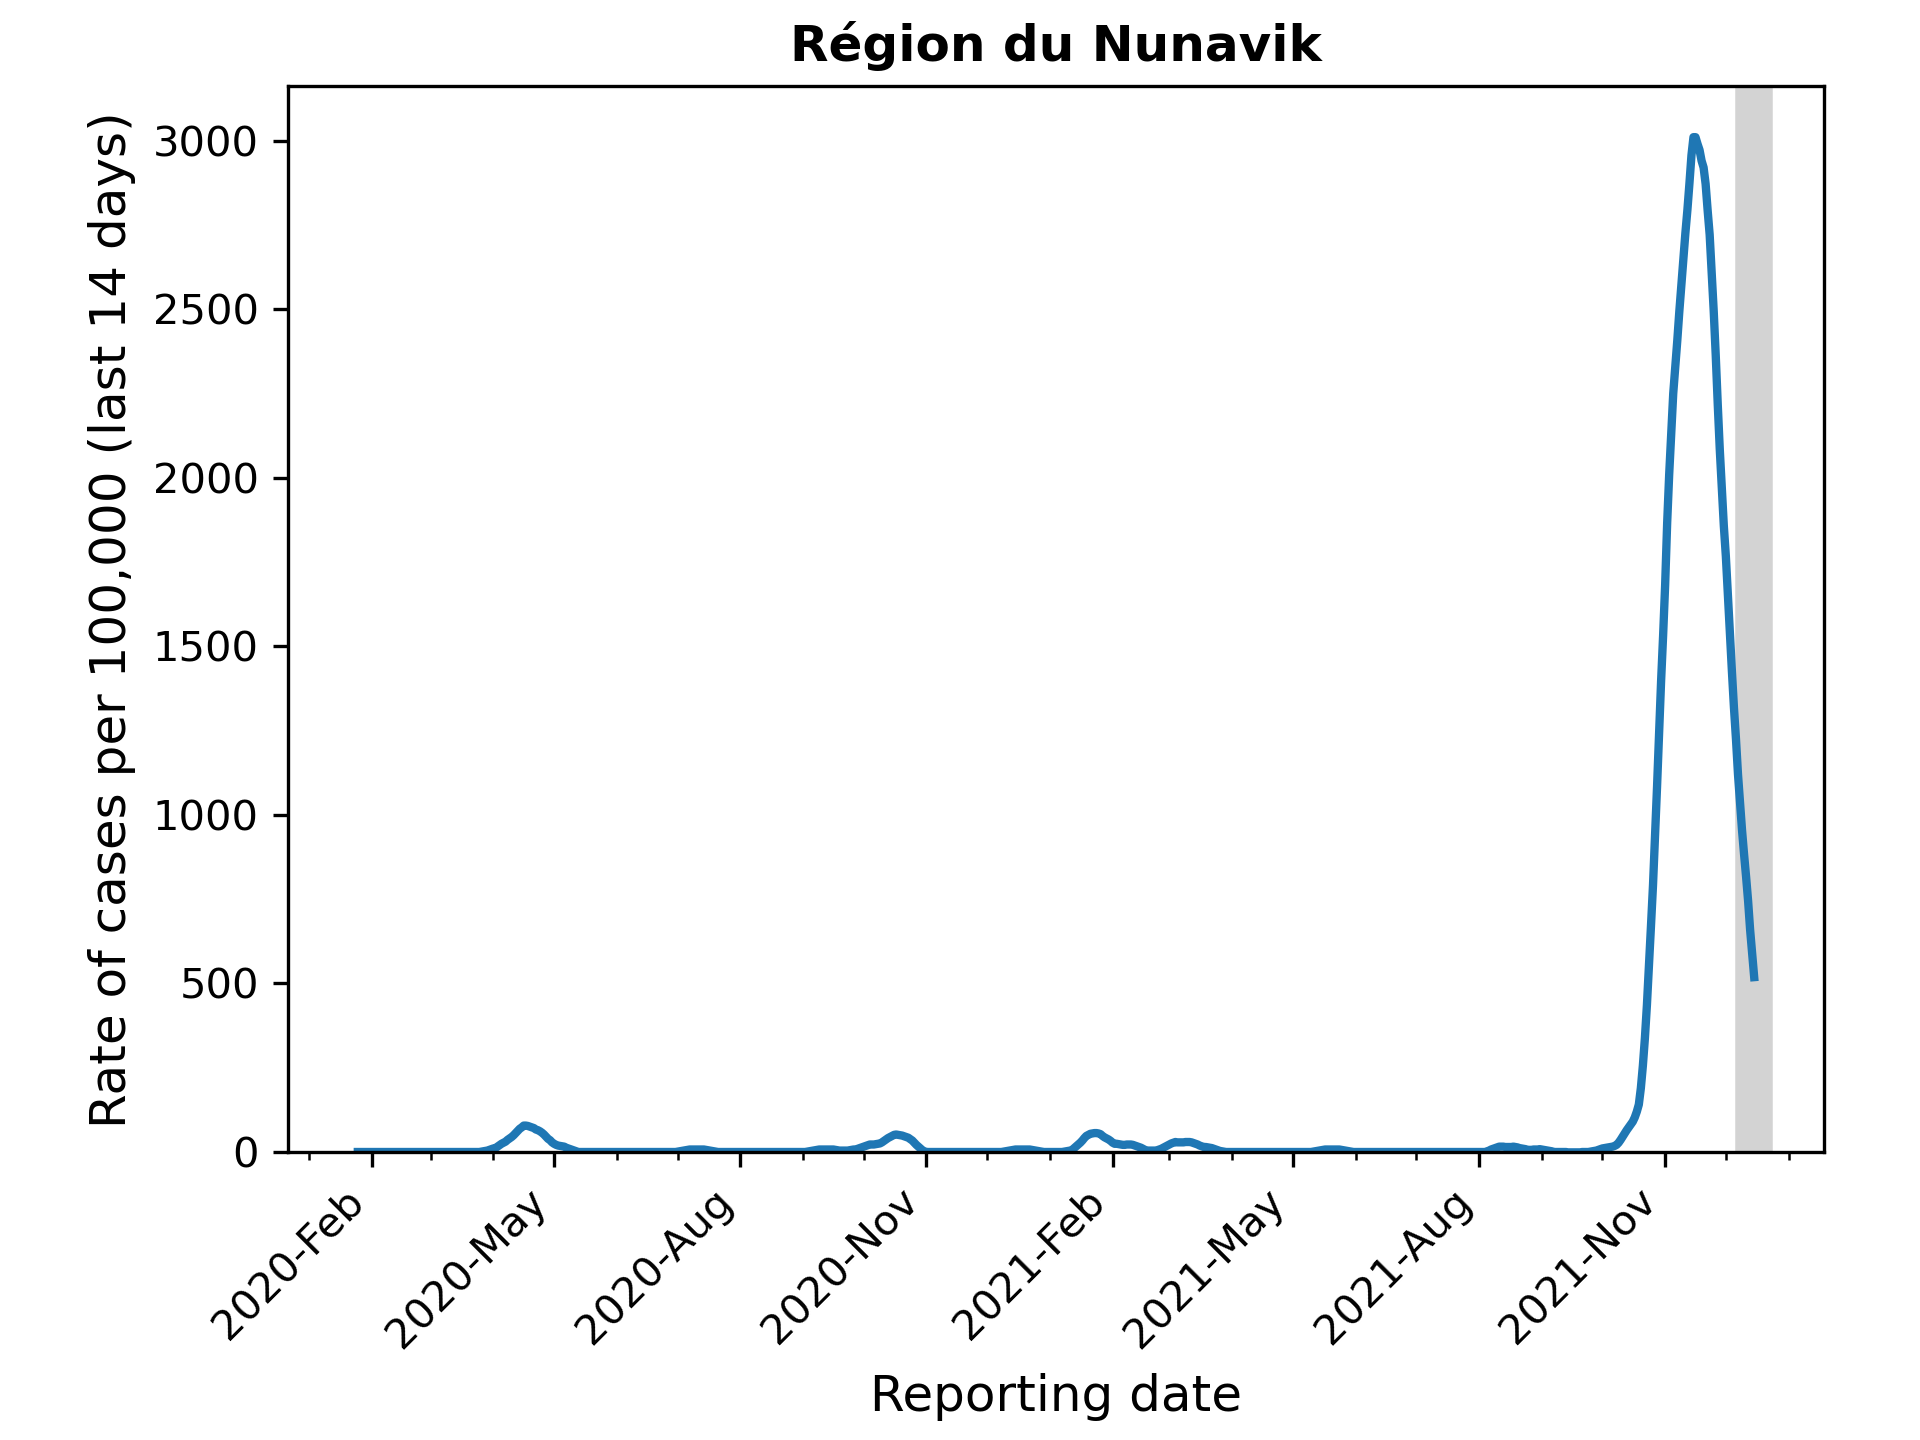 Région du Nunavik
Rate of cases per 100,000 (last 14 days)
3000
2500
2000
1500
1000
500
0
2020-Feb
2020-May
2020-Aug
2020-Nov
2021-Feb
2021-May
2021-Aug
2021-Nov
Reporting date